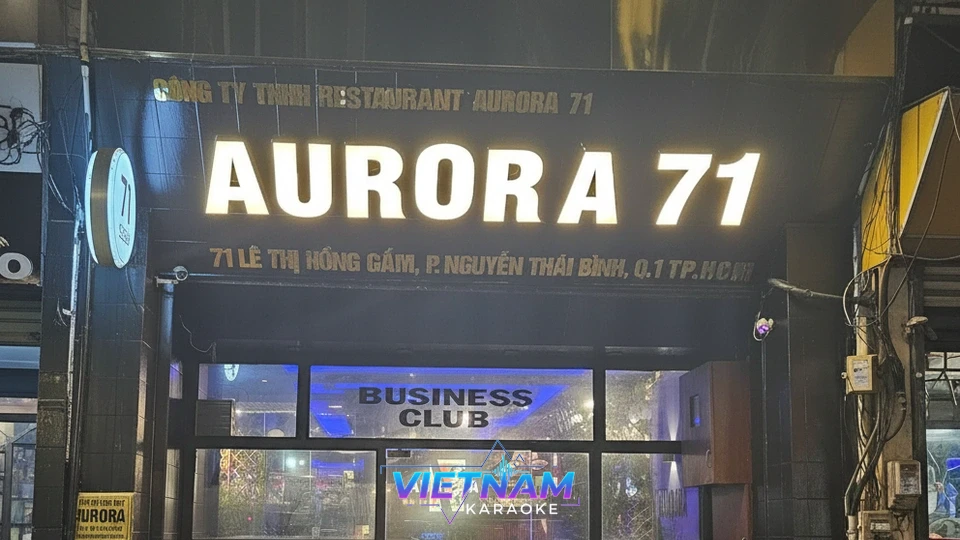 CÔNG TY TNHH RESTAURANT AURORA 71
AURORA 71
71 LÊ THỊ HỒNG GẤM, P. NGUYỄN THÁI BÌNH, Q.1 TP.HCM
71
BUSINESS
CLUB
VIETNAM
KARAOKE
AURORA